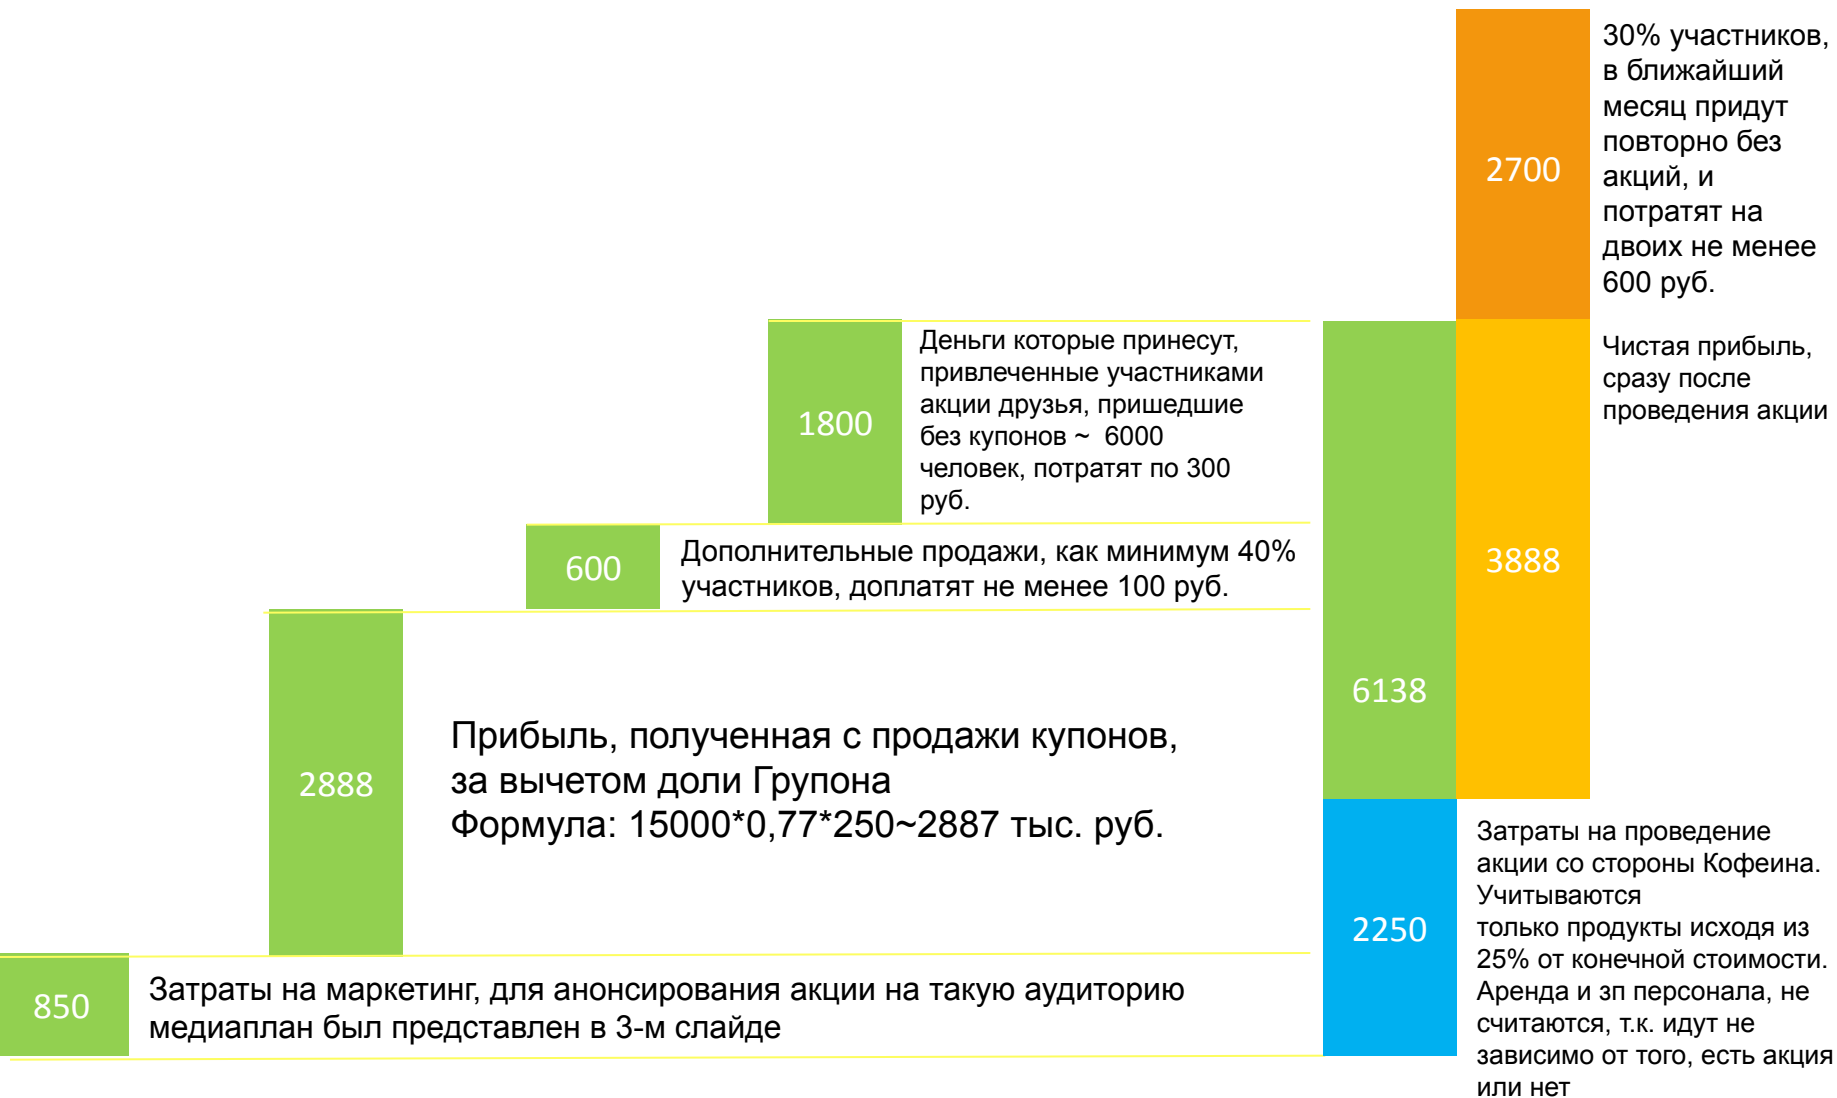 30% участников,
в ближайший
месяц придут
повторно без
акций, и
потратят на
двоих не менее
600 руб.
2700
Чистая прибыль,
сразу после
проведения акции
3888
Деньги которые принесут,
привлеченные участниками
акции друзья, пришедшие
без купонов ~ 6000
человек, потратят по 300
руб.
1800
600
Дополнительные продажи, как минимум 40%
участников, доплатят не менее 100 руб.
6138
2888
Прибыль, полученная с продажи купонов,
за вычетом доли Групона
Формула: 15000*0,77*250~2887 тыс. руб.
2250
Затраты на проведение
акции со стороны Кофеина.
Учитываются
только продукты исходя из
25% от конечной стоимости.
Аренда и зп персонала, не
считаются, т.к. идут не
зависимо от того, есть акция
или нет
850
Затраты на маркетинг, для анонсирования акции на такую аудиторию
медиаплан был представлен в 3-м слайде